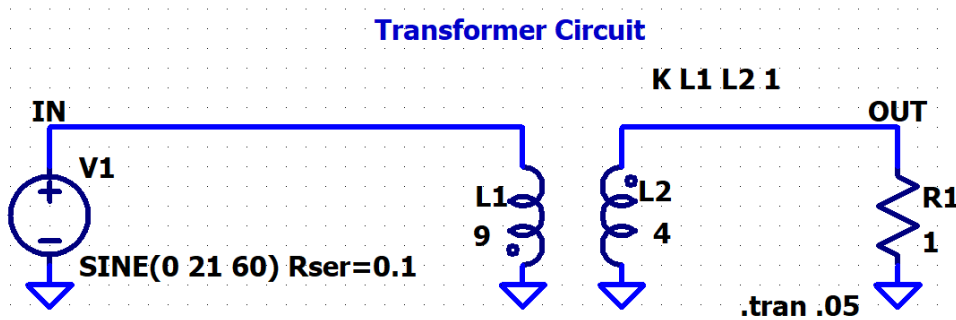 Transformer Circuit
K L1 L2 1
IN
OUT
V1
L1
L2
R1
9
4
1
SINE(0 21 60) Rser=0.1
.tran .05